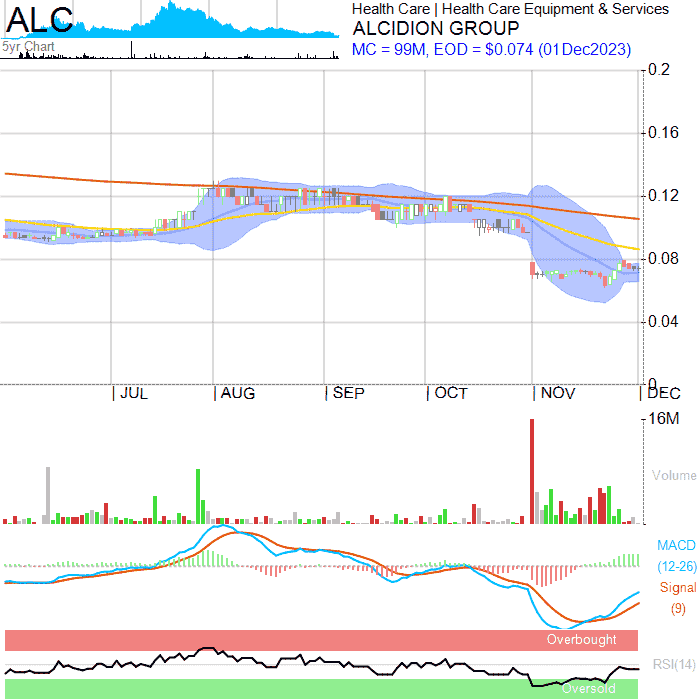 ALC
5yr Chart
Health Care | Health Care Equipment & Services
ALCIDION GROUP
MC = 99M, EOD = $0.074 (01Dec2023)
0.2
0.16
0.12
0.08
0.04
0
| JUL | AUG | SEP | OCT | NOV | DEC
16M
Volume
MACD
(12-26)
Signal
(9)
Overbought
RSI(14)
Oversold